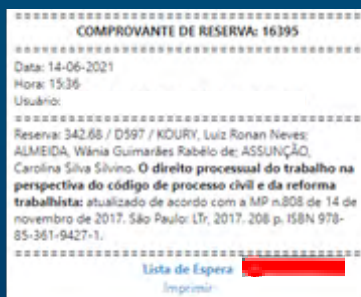 COMPROVANTE DE RESERVA: 16395
Data: 14-06-2021
Hora: 15:36
Usuário:
Reserva: 342.68 / D597 / KOURY, Luiz Ronan Neves;
ALMEIDA, Wânia Guimarães Rabêlo de; ASSUNÇÃO,
Carolina Silva Silvino. O direito processual do trabalho na
perspectiva do código de processo civil e da reforma
trabalhista: atualizado de acordo com a MP n.808 de 14 de
novembro de 2017. São Paulo: LTr, 2017. 208 p. ISBN 978-
85-361-9427-1.
Lista de Espera
Imprimir